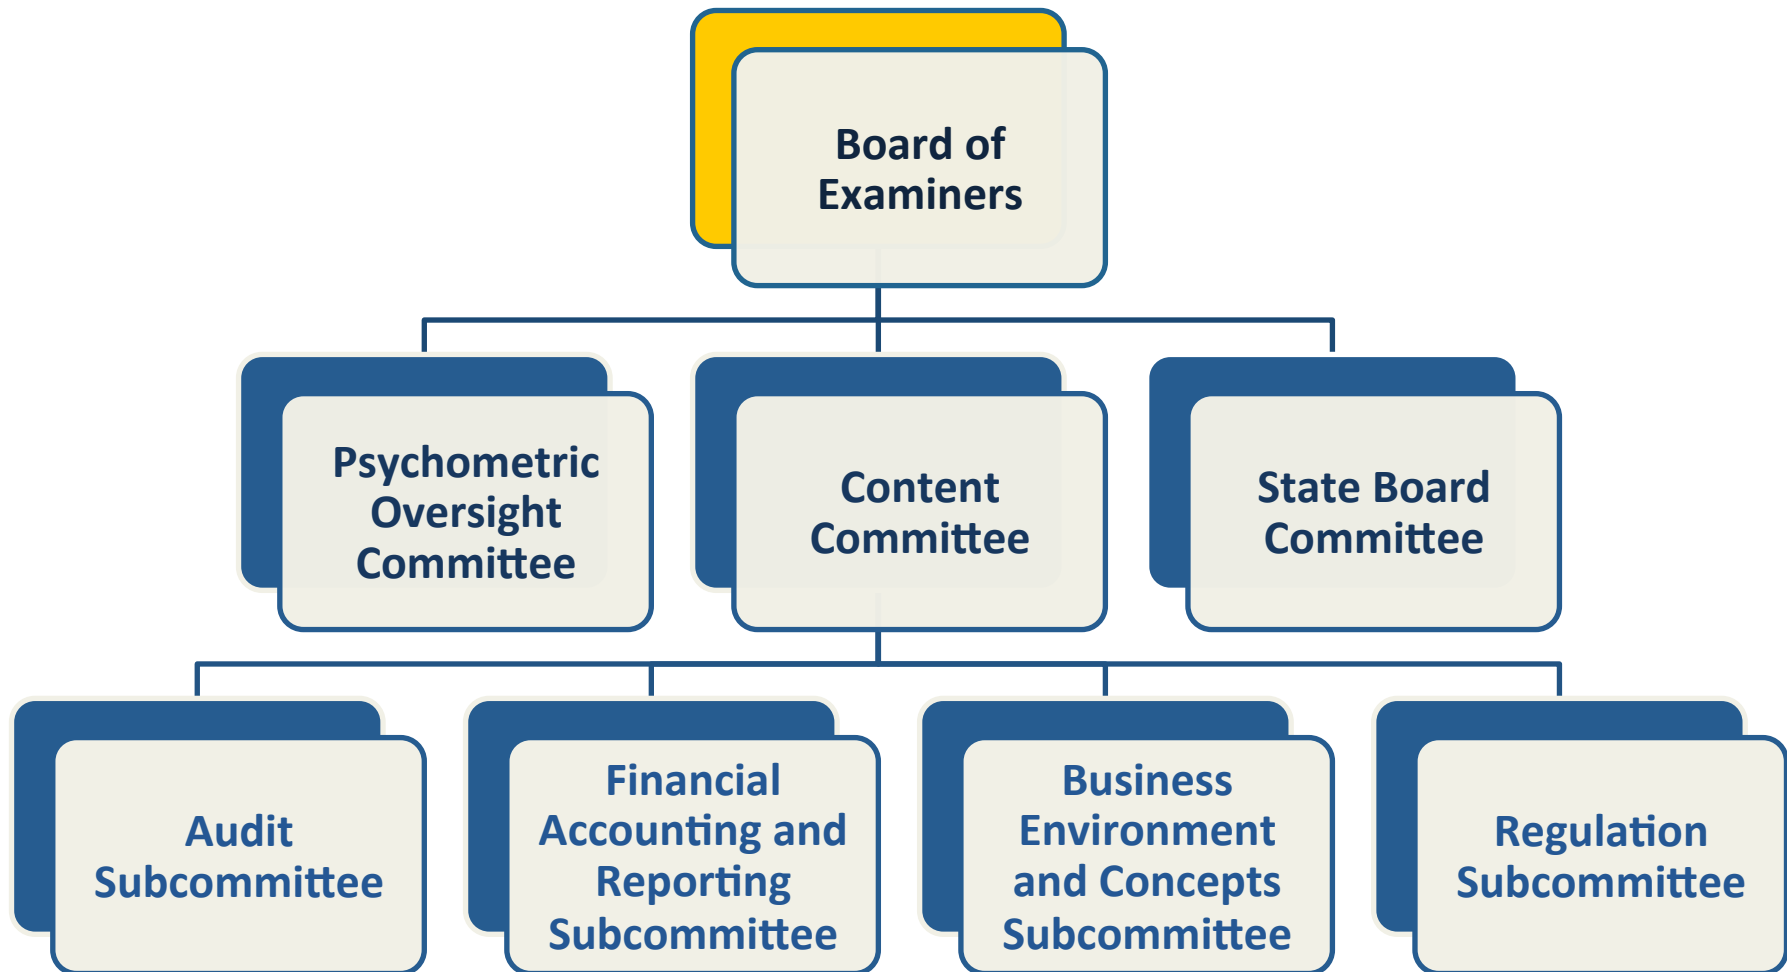 Board of
Examiners
Psychometric
Oversight
Committee
Content
Committee
State Board
Committee
Audit
Subcommittee
Financial
Accounting and
Reporting
Subcommittee
Business
Environment
and Concepts
Subcommittee
Regulation
Subcommittee